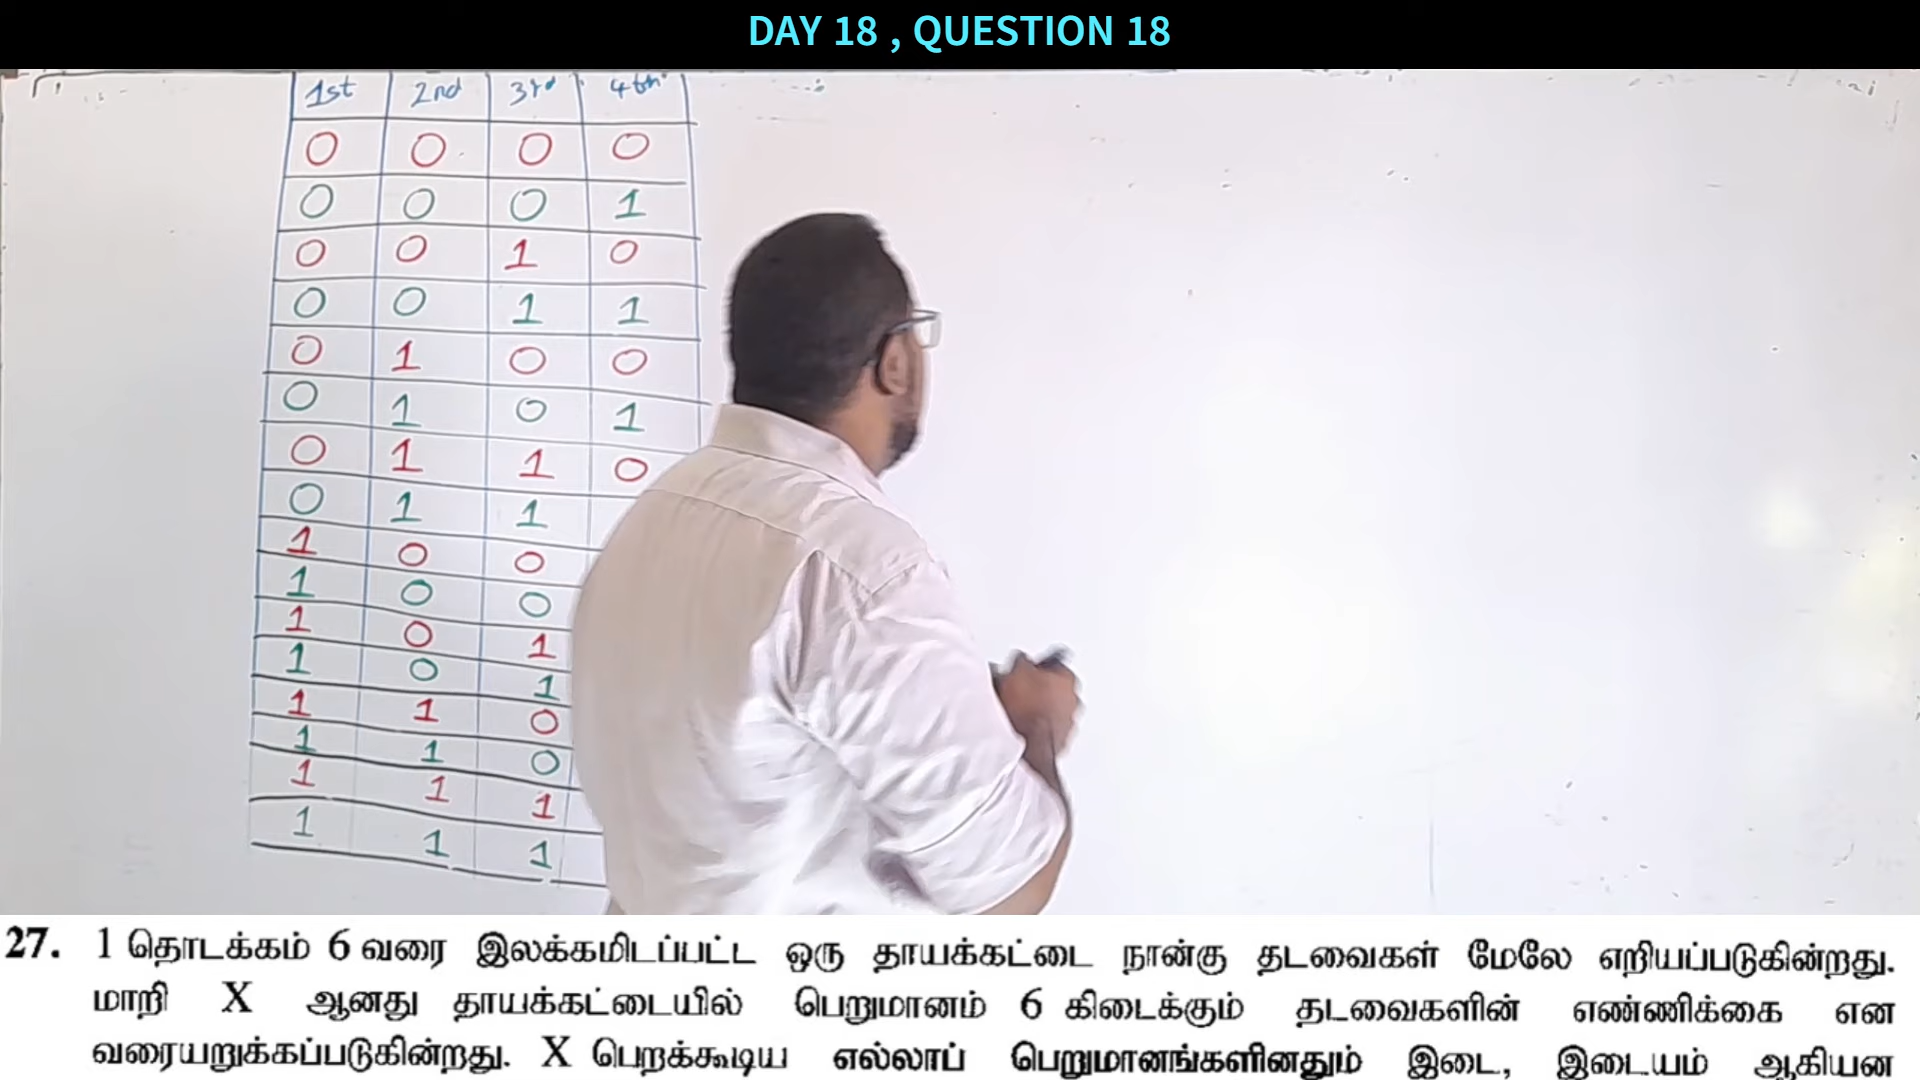 DAY 18 , QUESTION 18
1st 2nd 3rd 4th
0 0 0 0
0 0 0 1
0 0 1 0
0 0 1 1
0 1 0 0
0 1 0 1
0 1 1 0
0 1 1
1 0 0
1 0 0
1 0 1
1 0 1
1 1 0
1 1 0
1 1 1
1 1 1
27. 1 தொடக்கம் 6 வரை இலக்கமிடப்பட்ட ஒரு தாயக்கட்டை நான்கு தடவைகள் மேலே எறியப்படுகின்றது.
மாறி X ஆனது தாயக்கட்டையில் பெறுமானம் 6 கிடைக்கும் தடவைகளின் எண்ணிக்கை என
வரையறுக்கப்படுகின்றது. X பெறக்கூடிய எல்லாப் பெறுமானங்களினதும் இடை, இடையம் ஆகியன